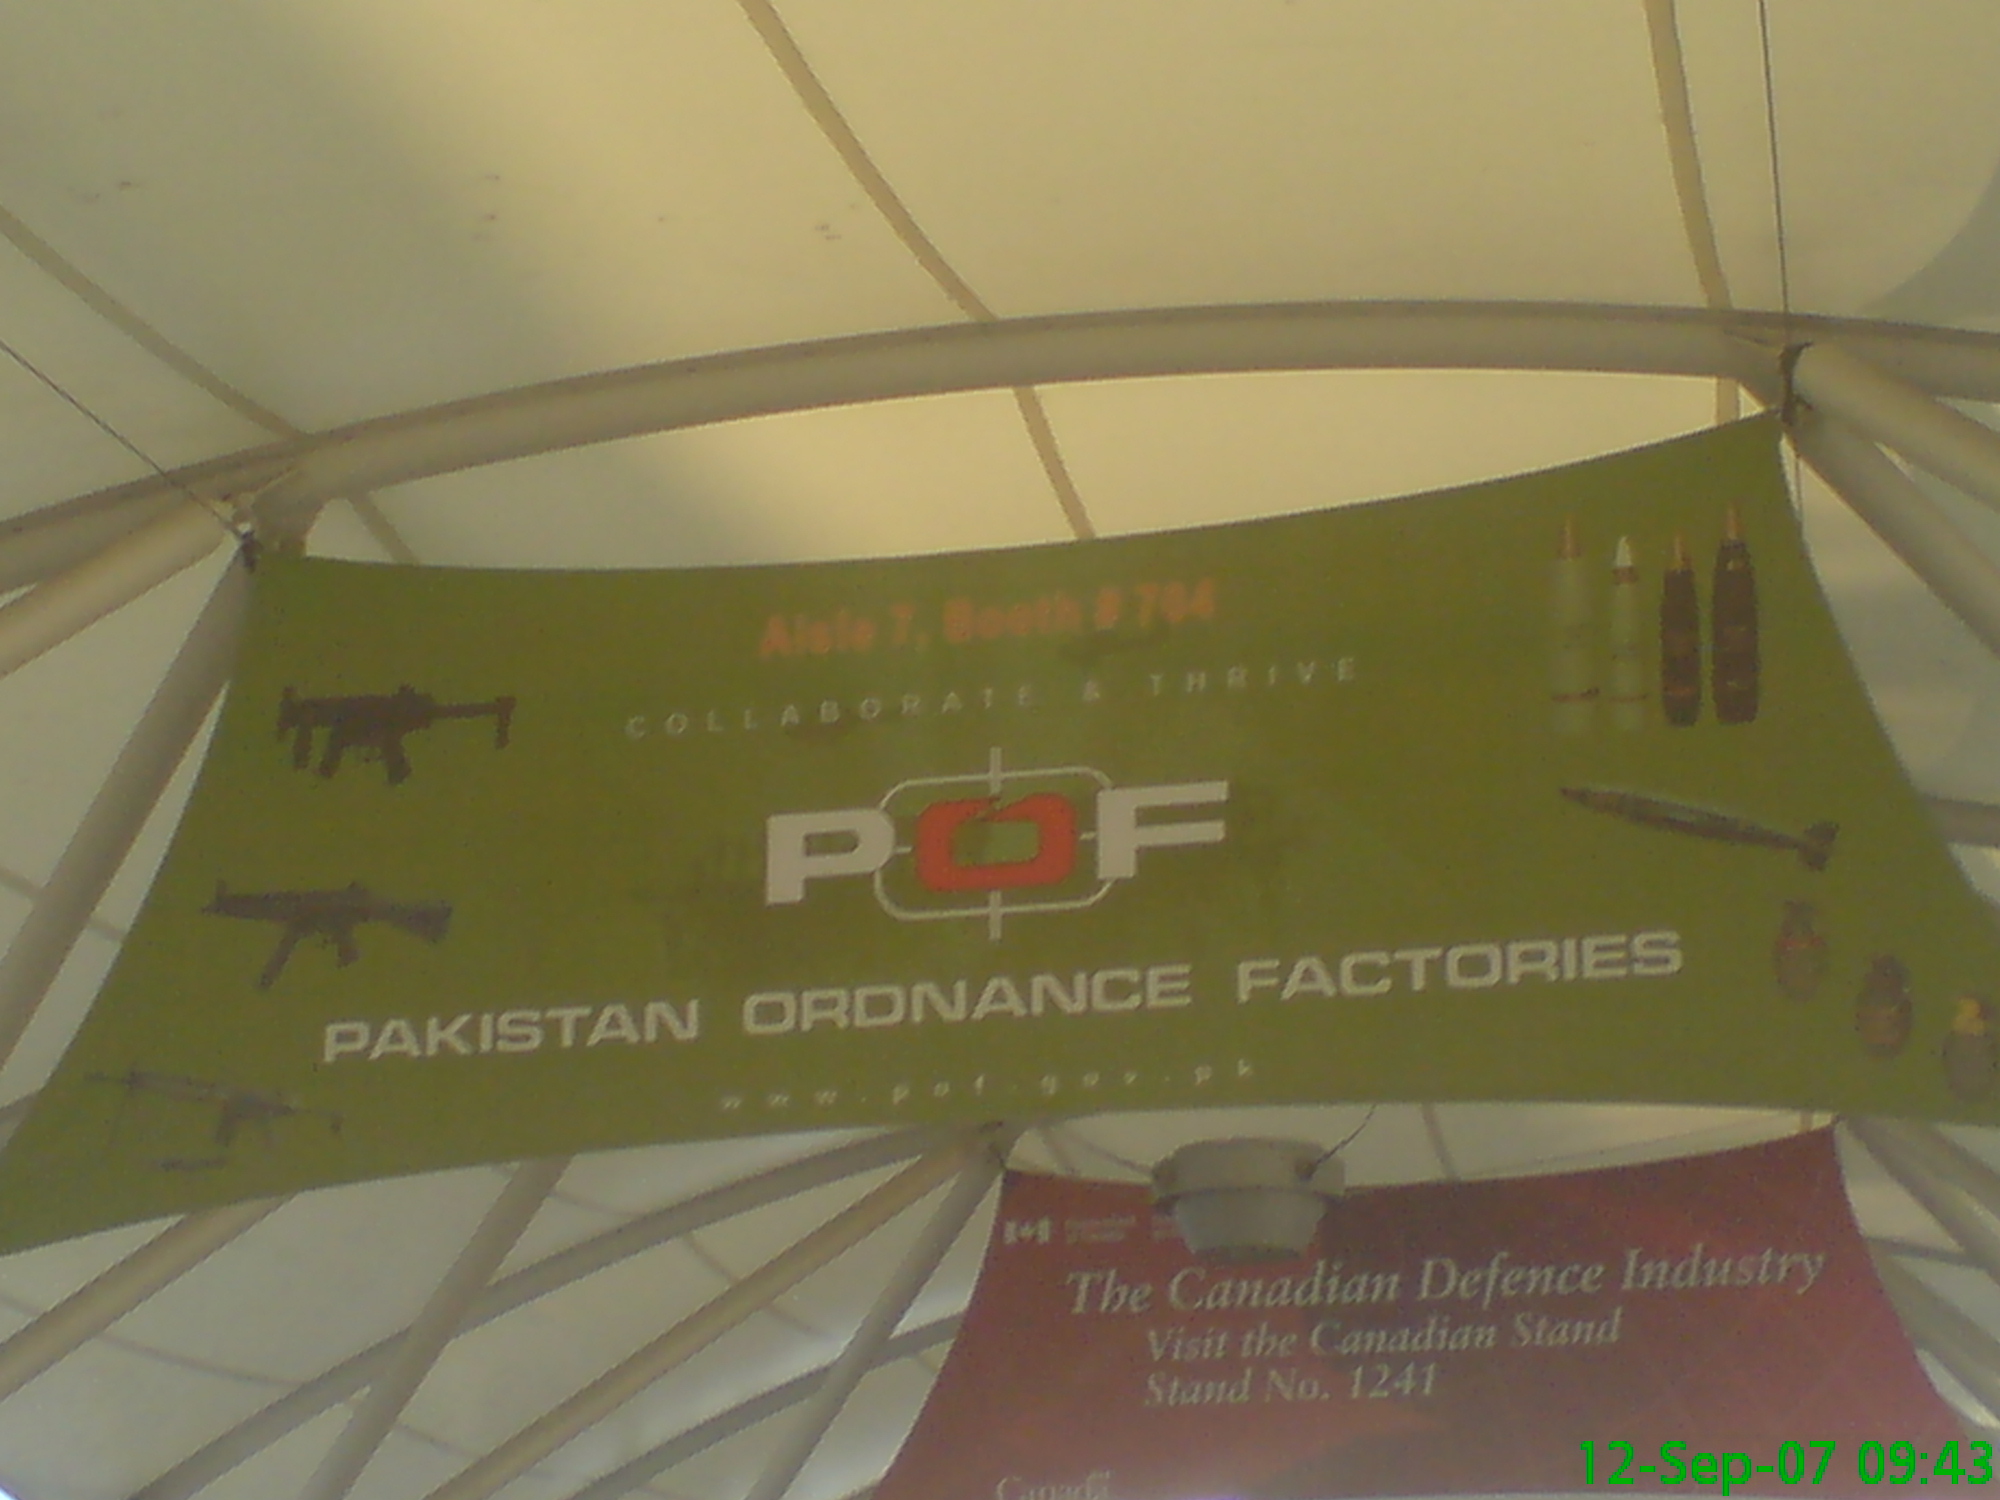 Aisle 7, Booth # 704
COLLABORATE & THRIVE
POF
PAKISTAN ORDNANCE FACTORIES
www.pof.gov.pk
The Canadian Defence Industry
Visit the Canadian Stand
Stand No. 1241
Canada
12-Sep-07 09:43